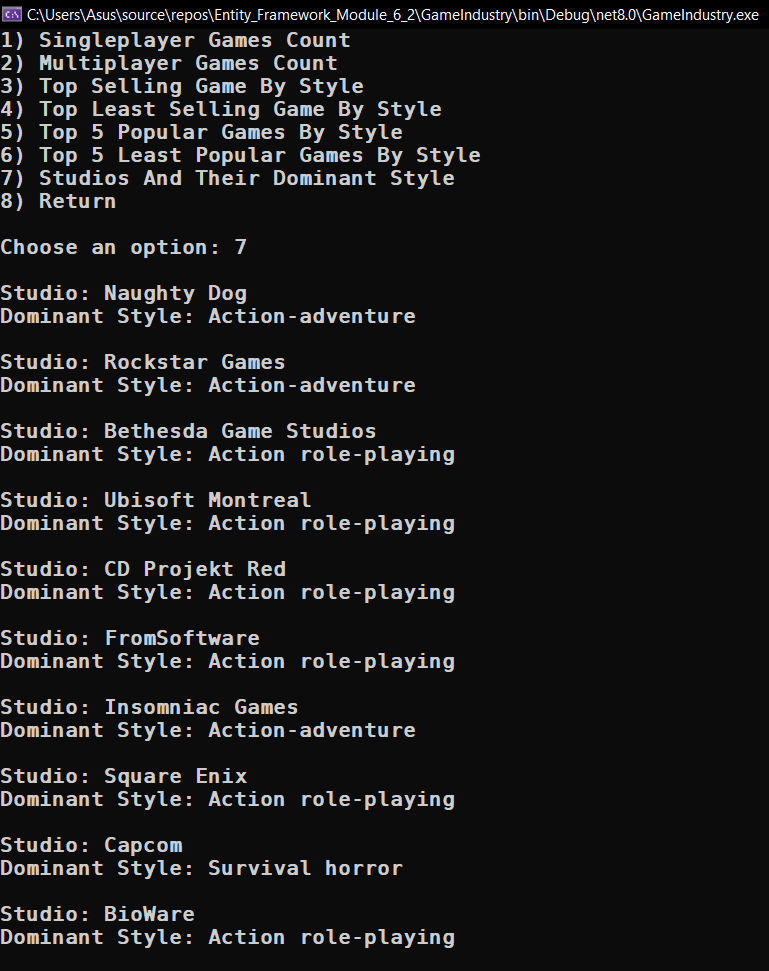 C:\Users\Asus\source\repos\Entity_Framework_Module_6_2\GameIndustry\bin\Debug\net8.0\GameIndustry.exe
1) Singleplayer Games Count
2) Multiplayer Games Count
3) Top Selling Game By Style
4) Top Least Selling Game By Style
5) Top 5 Popular Games By Style
6) Top 5 Least Popular Games By Style
7) Studios And Their Dominant Style
8) Return
Choose an option: 7
Studio: Naughty Dog
Dominant Style: Action-adventure
Studio: Rockstar Games
Dominant Style: Action-adventure
Studio: Bethesda Game Studios
Dominant Style: Action role-playing
Studio: Ubisoft Montreal
Dominant Style: Action role-playing
Studio: CD Projekt Red
Dominant Style: Action role-playing
Studio: FromSoftware
Dominant Style: Action role-playing
Studio: Insomniac Games
Dominant Style: Action-adventure
Studio: Square Enix
Dominant Style: Action role-playing
Studio: Capcom
Dominant Style: Survival horror
Studio: BioWare
Dominant Style: Action role-playing